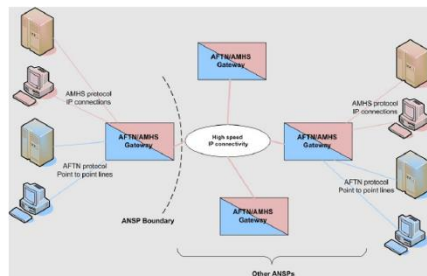 AFTN/AMHS
Gateway
AMHS protocol
IP connections
AMHS protocol
IP connections
AFTN/AMHS
Gateway
High speed
IP connectivity
AFTN/AMHS
Gateway
AFTN protocol
Point to point lines
AFTN protocol
Point to point lines
ANSP Boundary
AFTN/AMHS
Gateway
Other ANSPs